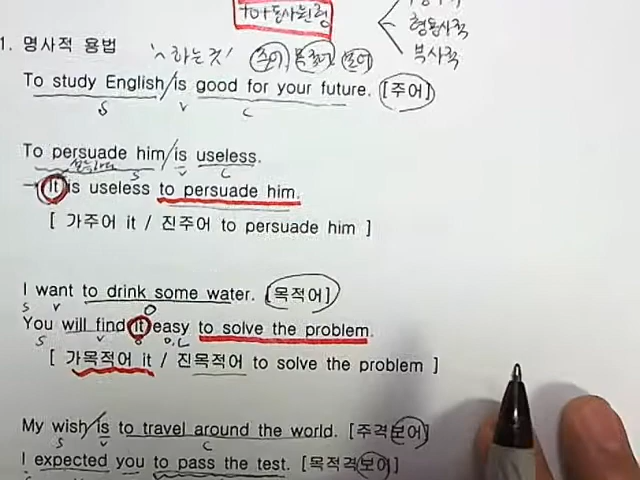 to+동사원형
형용사적
부사적
1. 명사적 용법 '~하는 것' 주어, 목적어, 보어
To study English/is good for your future. [주어]
S V C
To persuade him/is useless.
설득하다 S V C
→ It is useless to persuade him.
[ 가주어 it / 진주어 to persuade him ]
I want to drink some water. [목적어]
S V O
You will find it easy to solve the problem.
S V O O.C
[ 가목적어 it / 진목적어 to solve the problem ]
My wish/is to travel around the world. [주격보어]
S V C
I expected you to pass the test. [목적격보어]
S